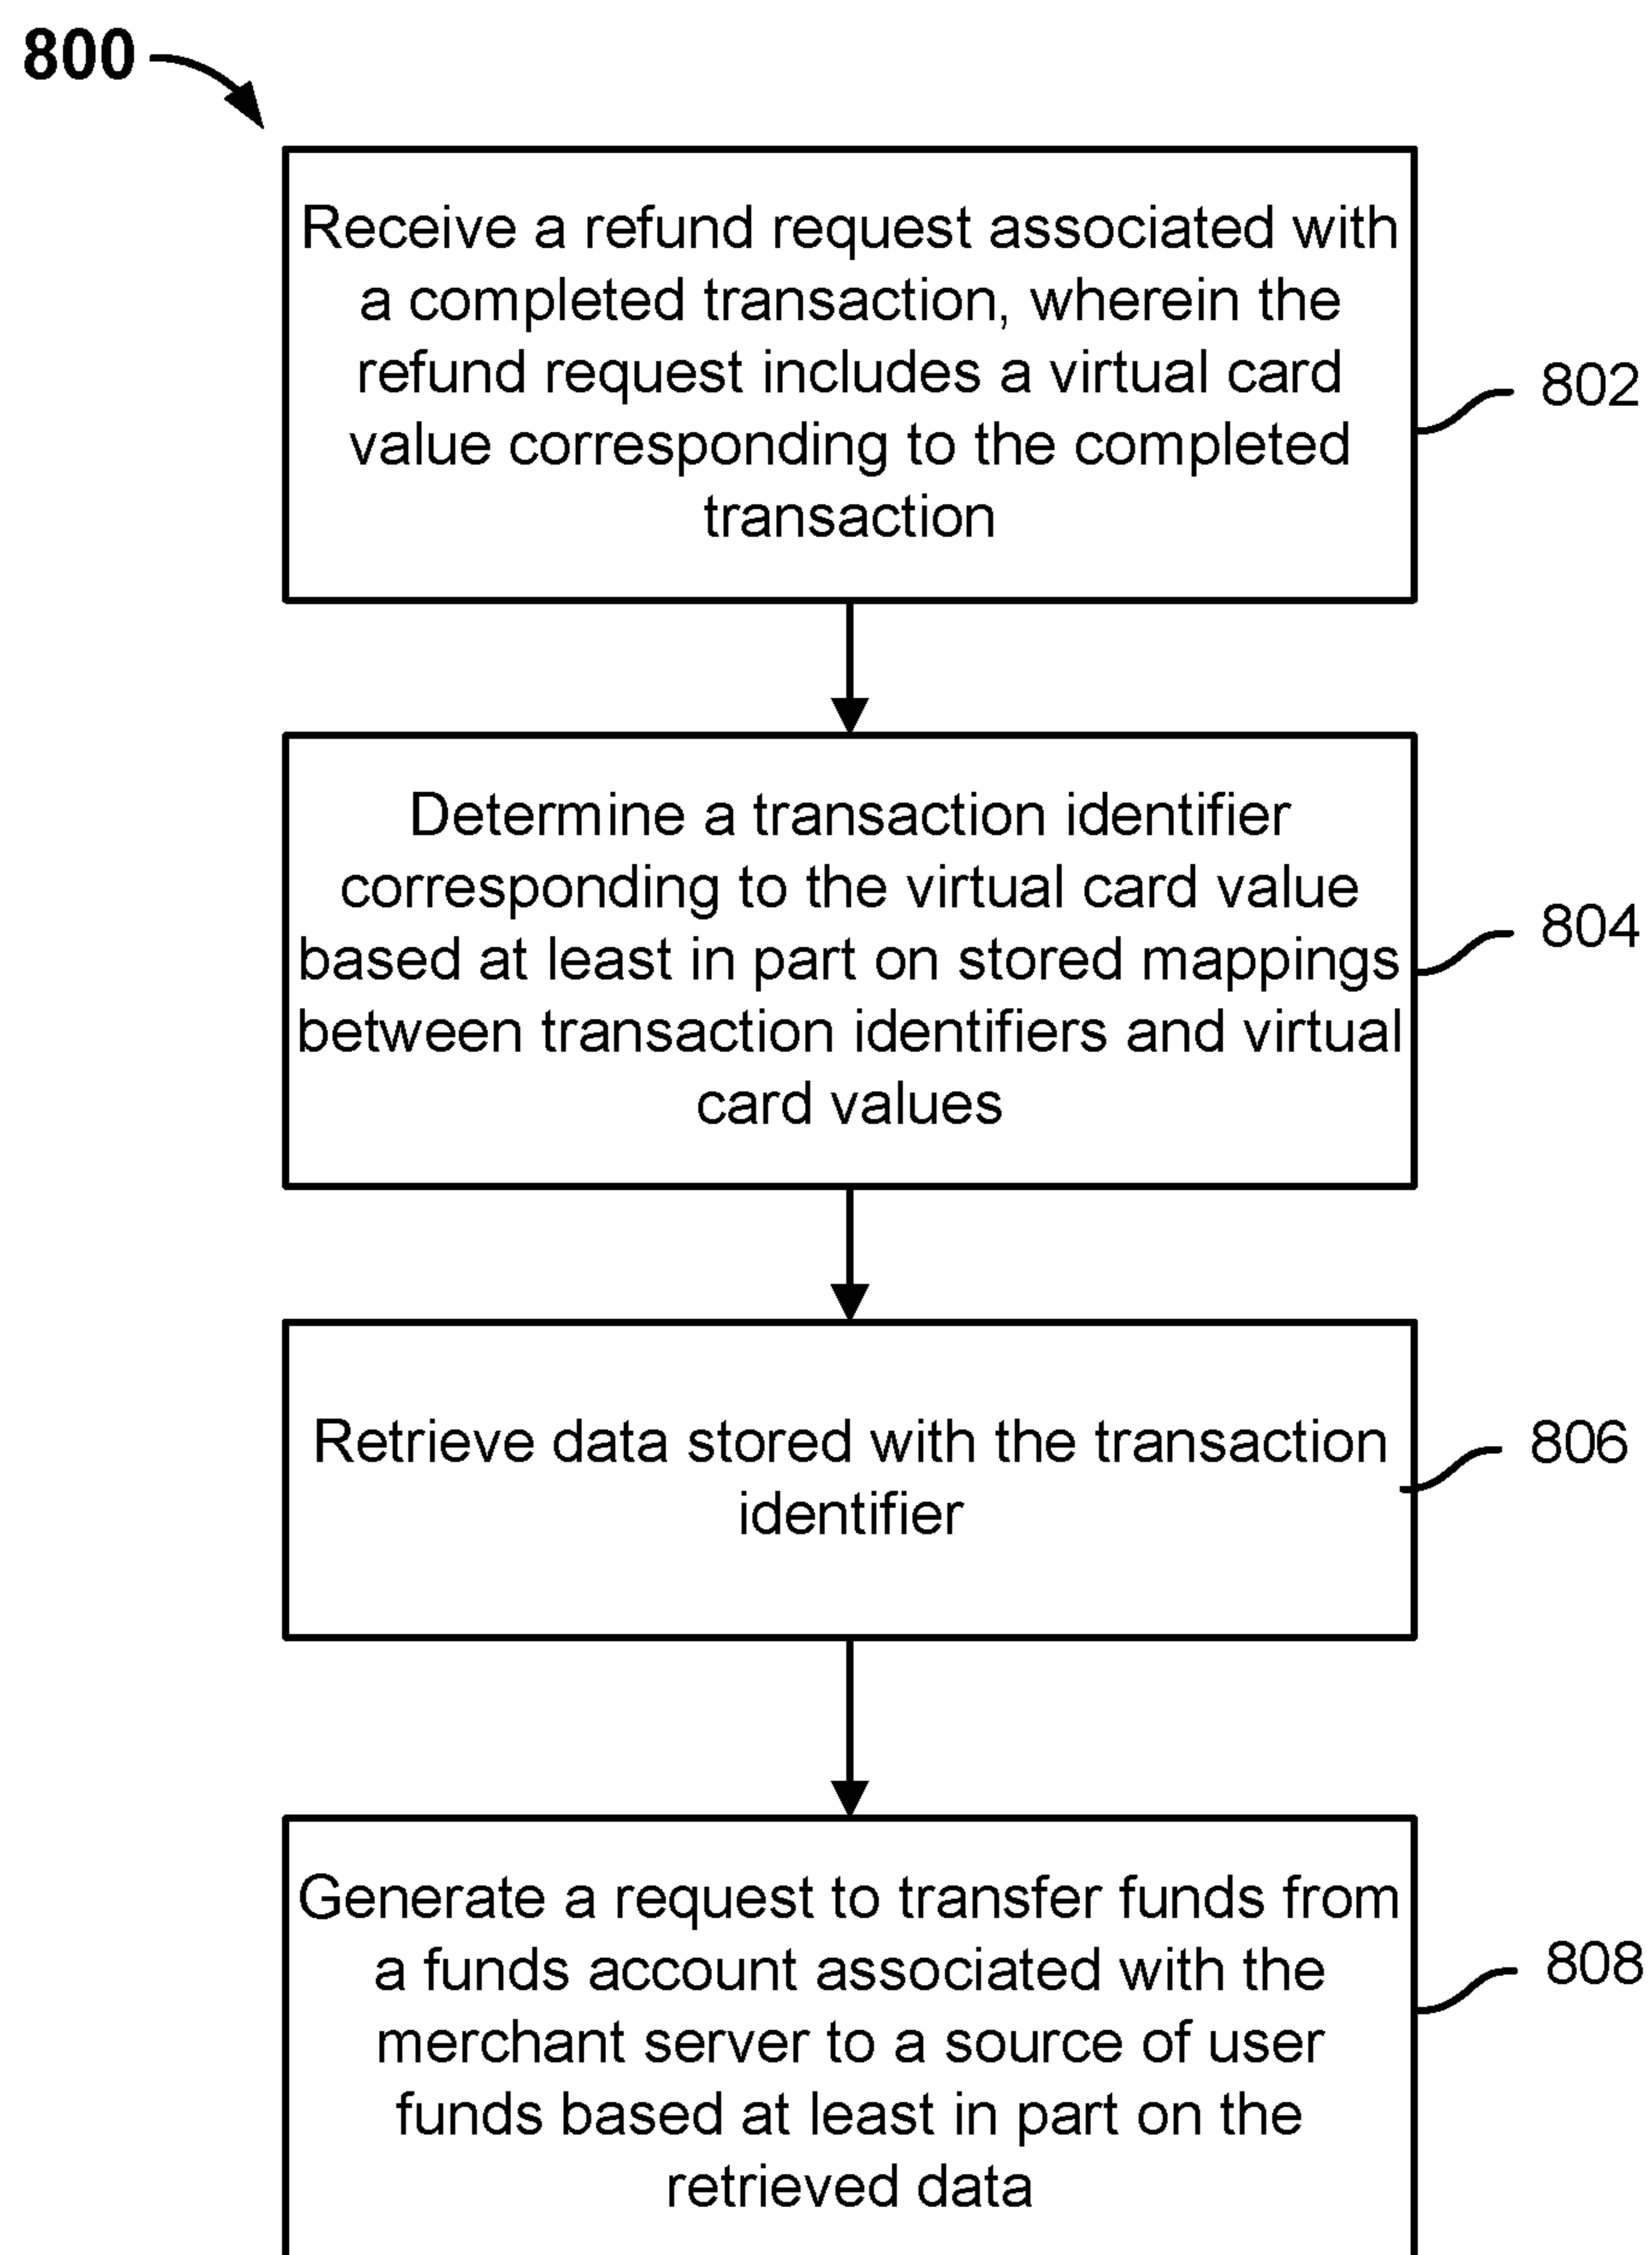 800
Receive a refund request associated with
a completed transaction, wherein the
refund request includes a virtual card
value corresponding to the completed
transaction
802
Determine a transaction identifier
corresponding to the virtual card value
based at least in part on stored mappings
between transaction identifiers and virtual
card values
804
Retrieve data stored with the transaction
identifier
806
Generate a request to transfer funds from
a funds account associated with the
merchant server to a source of user
funds based at least in part on the
retrieved data
808